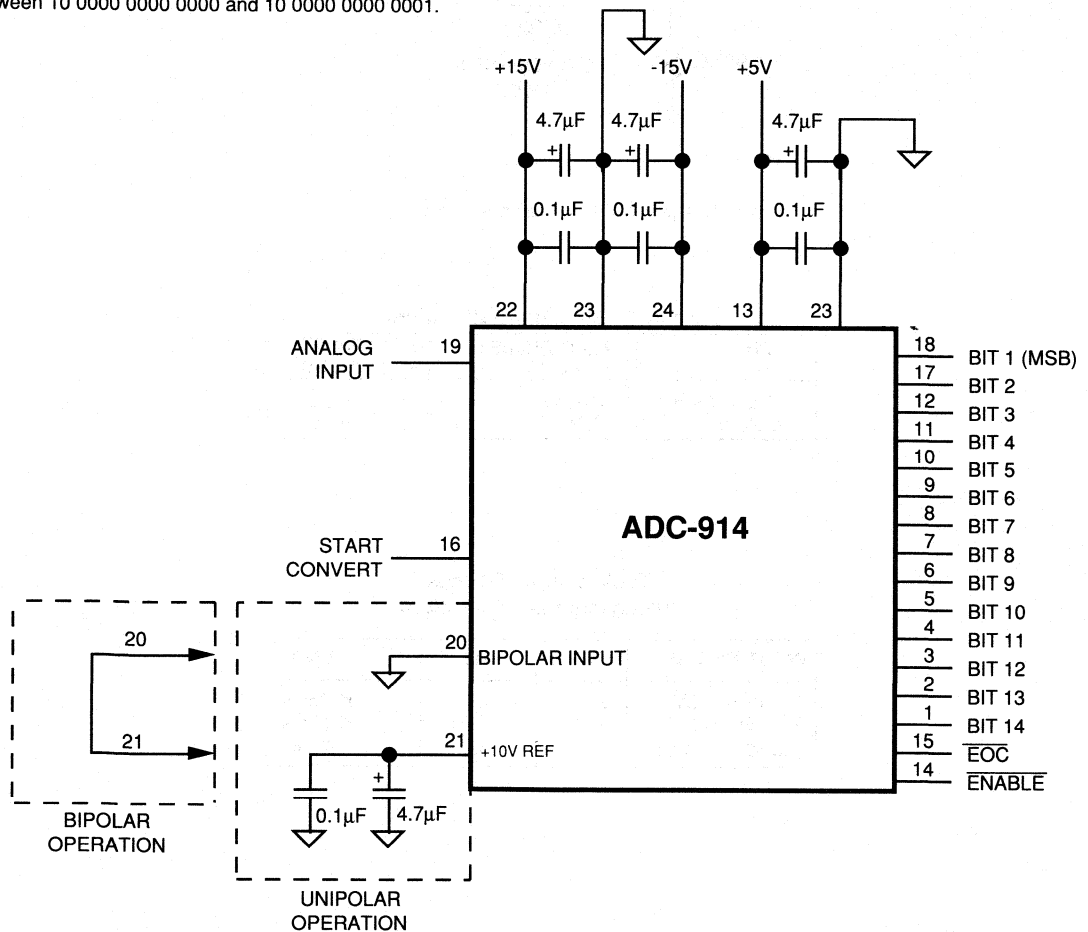 ween 10 0000 0000 0000 and 10 0000 0000 0001.
+15V
-15V
+5V
4.7µF
4.7µF
4.7µF
+
+
+
0.1µF
0.1µF
0.1µF
22
23
24
13
23
ANALOG
INPUT
19
START
CONVERT
16
20
BIPOLAR INPUT
21
+10V REF
ADC-914
18
BIT 1 (MSB)
17
BIT 2
12
BIT 3
11
BIT 4
10
BIT 5
9
BIT 6
8
BIT 7
7
BIT 8
6
BIT 9
5
BIT 10
4
BIT 11
3
BIT 12
2
BIT 13
1
BIT 14
15
EOC
14
ENABLE
20
21
BIPOLAR
OPERATION
+
0.1µF
4.7µF
UNIPOLAR
OPERATION